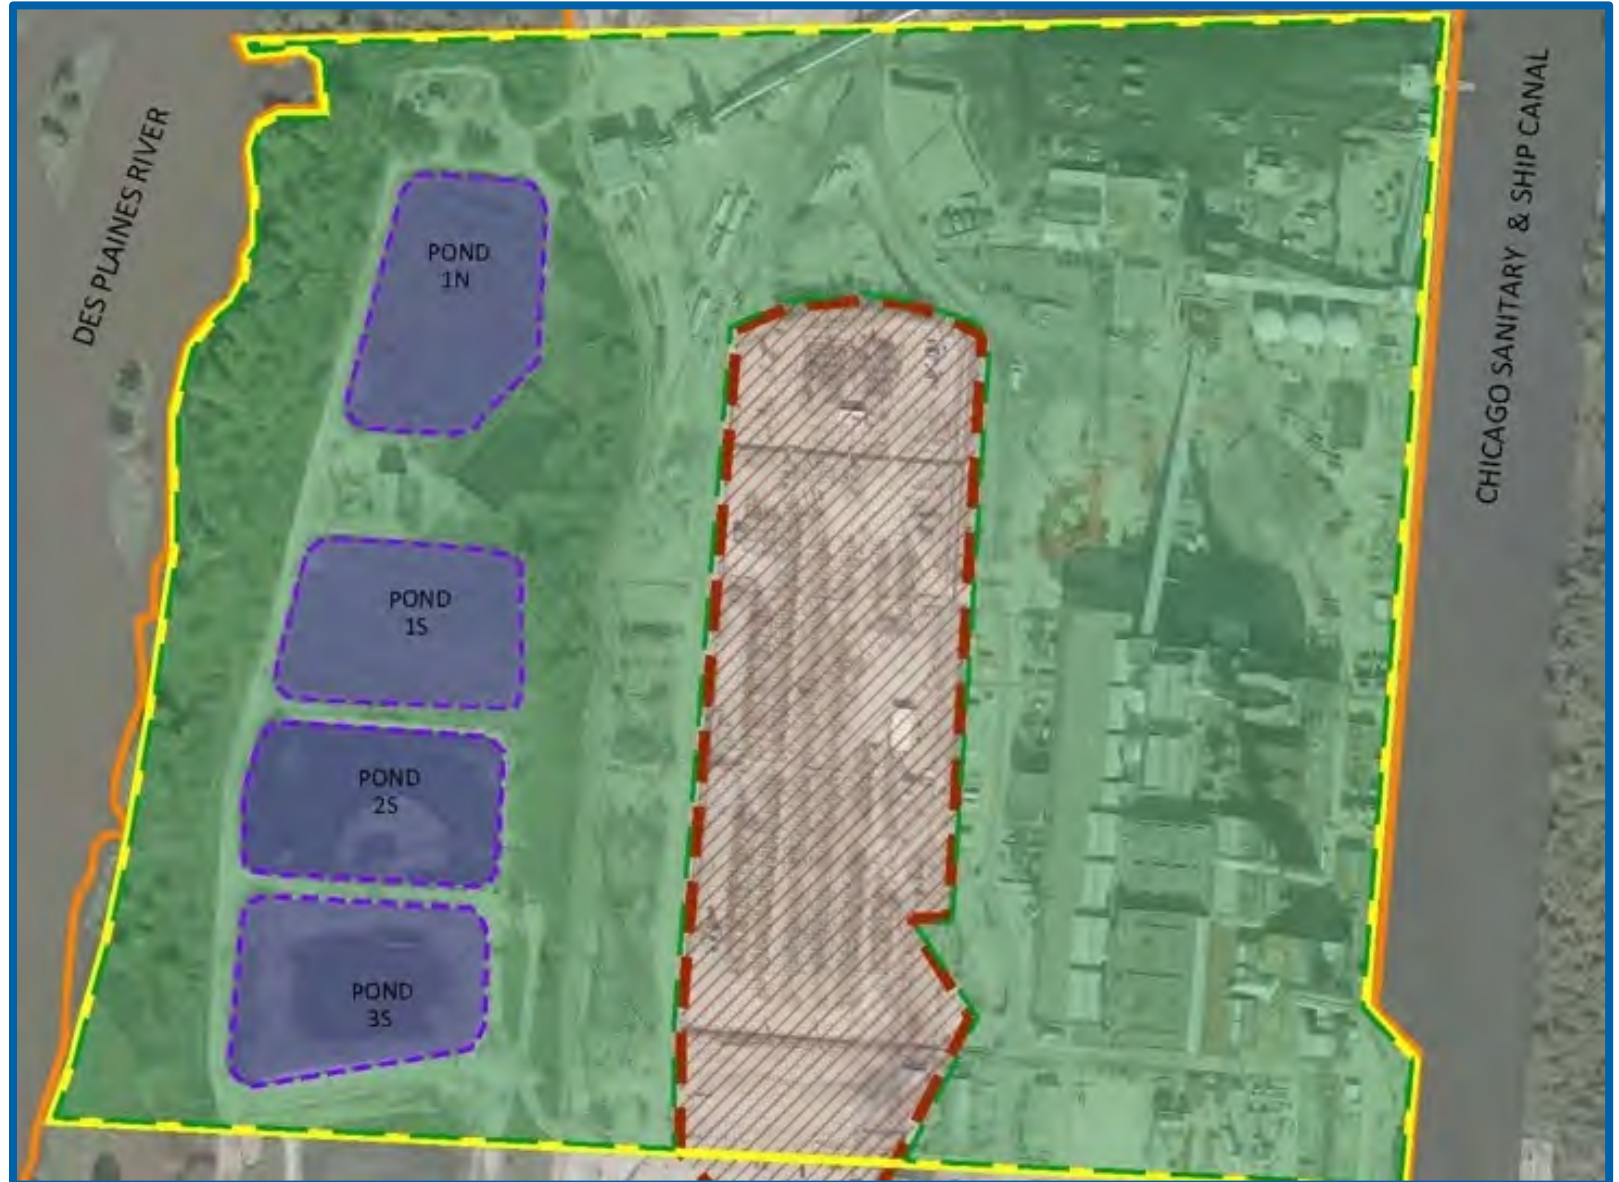 DES PLAINES RIVER
CHICAGO SANITARY & SHIP CANAL
POND
1N
POND
1S
POND
2S
POND
3S